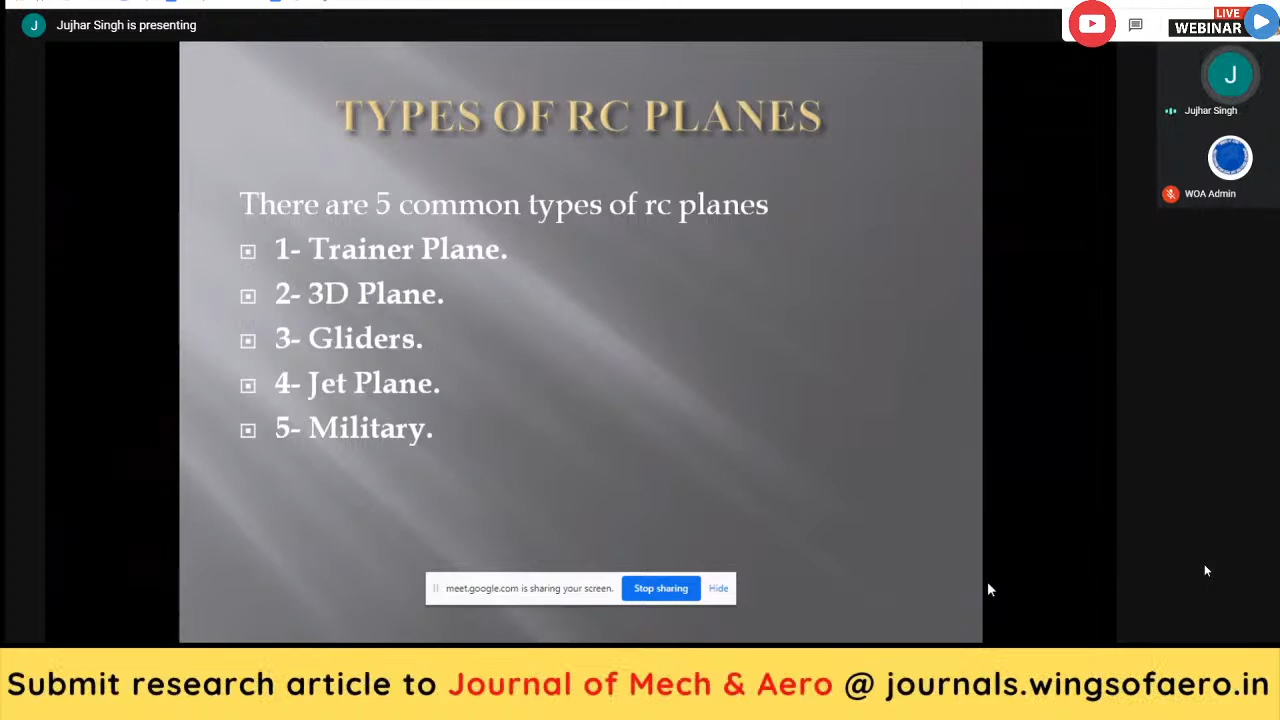 J Jujhar Singh is presenting
LIVE
WEBINAR
J
Jujhar Singh
WOA Admin
TYPES OF RC PLANES
There are 5 common types of rc planes
1- Trainer Plane.
2- 3D Plane.
3- Gliders.
4- Jet Plane.
5- Military.
meet.google.com is sharing your screen. Stop sharing Hide
Submit research article to Journal of Mech & Aero @ journals.wingsofaero.in